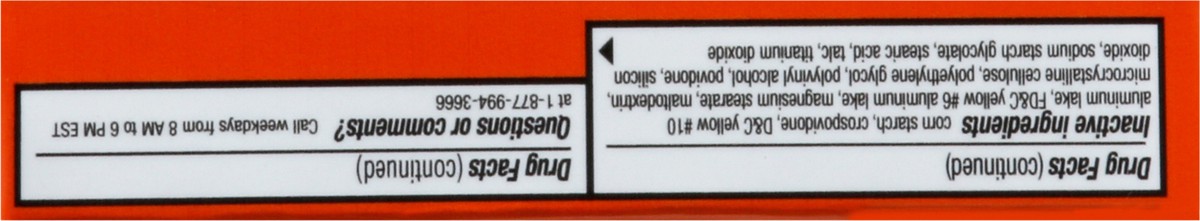 Drug Facts (continued)
Inactive ingredients corn starch, crospovidone, D&C yellow #10
aluminum lake, FD&C yellow #6 aluminum lake, magnesium stearate, maltodextrin,
microcrystalline cellulose, polyethylene glycol, polyvinyl alcohol, povidone, silicon
dioxide, sodium starch glycolate, stearic acid, talc, titanium dioxide
Drug Facts (continued)
Questions or comments? Call weekdays from 8 AM to 6 PM EST
at 1-877-994-3666